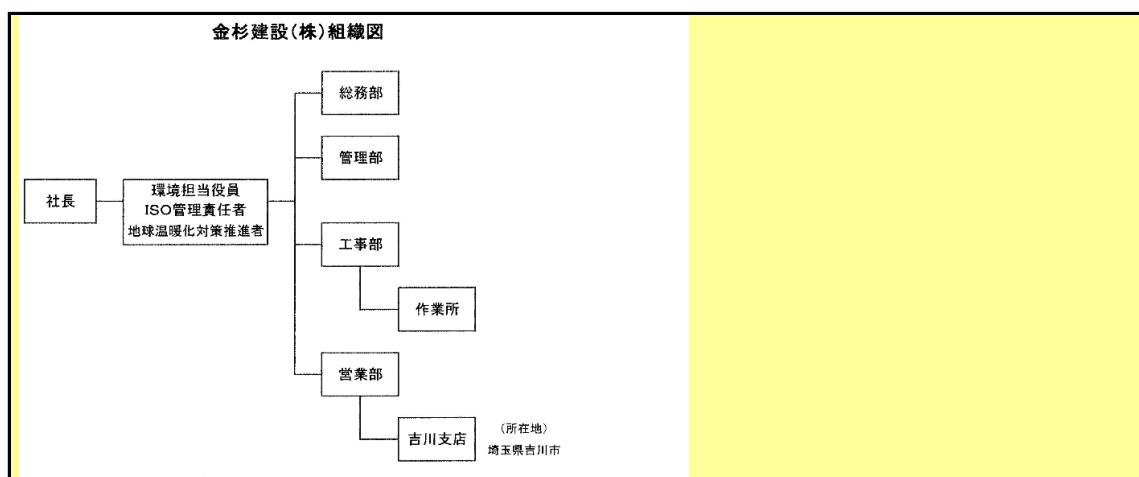 金杉建設(株)組織図
総務部
管理部
社長
環境担当役員
ISO管理責任者
地球温暖化対策推進者
工事部
作業所
営業部
吉川支店
(所在地)
埼玉県吉川市